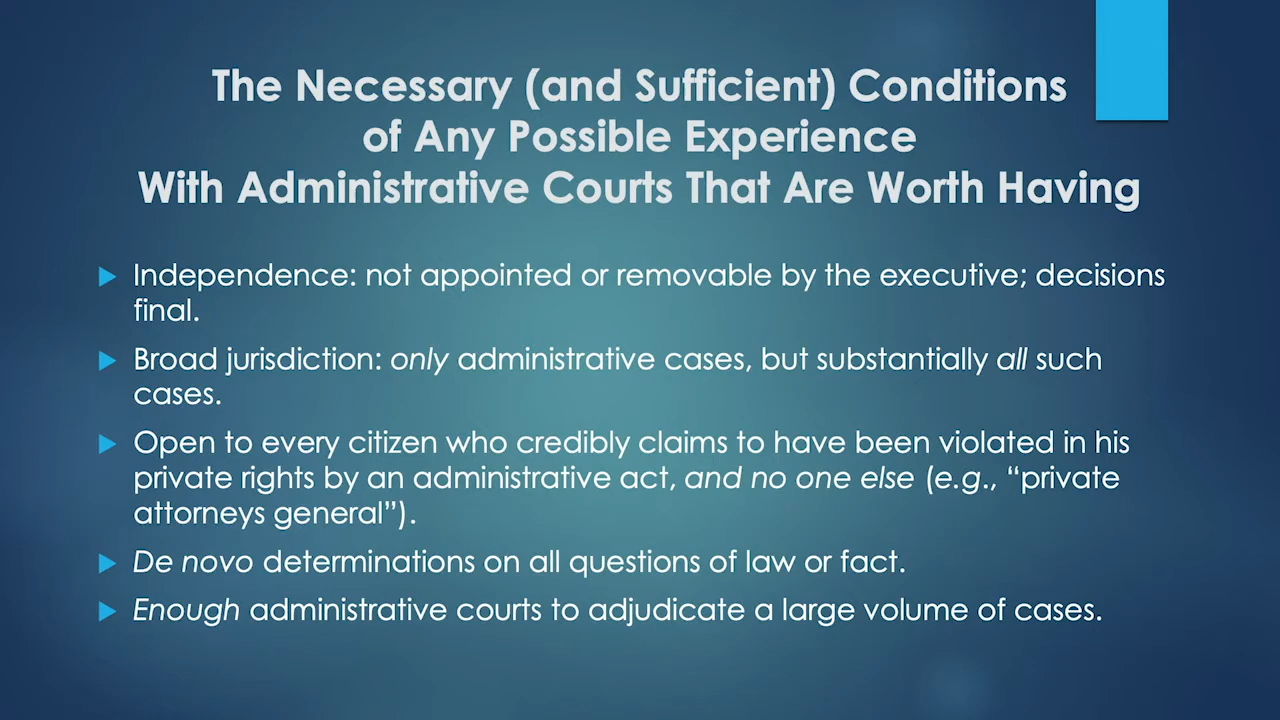 The Necessary (and Sufficient) Conditions
of Any Possible Experience
With Administrative Courts That Are Worth Having
Independence: not appointed or removable by the executive; decisions
final.
Broad jurisdiction: only administrative cases, but substantially all such
cases.
Open to every citizen who credibly claims to have been violated in his
private rights by an administrative act, and no one else (e.g., “private
attorneys general”).
De novo determinations on all questions of law or fact.
Enough administrative courts to adjudicate a large volume of cases.